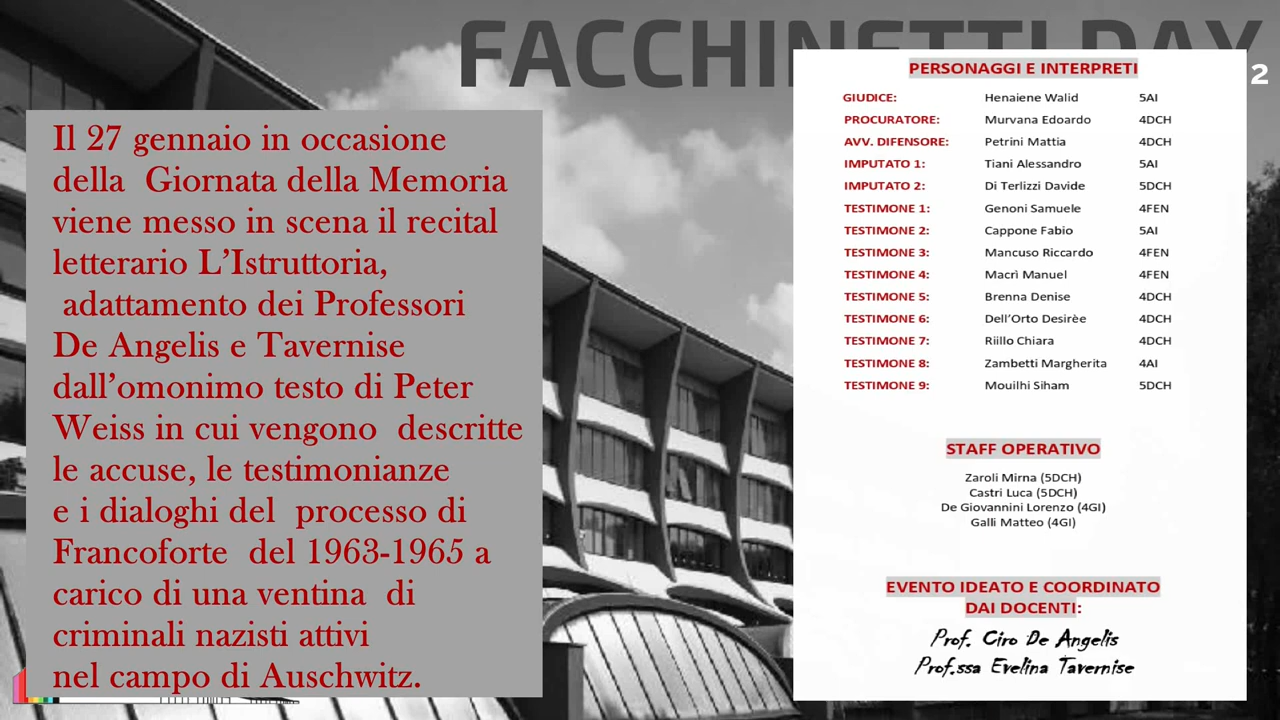 FACCHINETTI DAY
2
Il 27 gennaio in occasione
della Giornata della Memoria
viene messo in scena il recital
letterario L’Istruttoria,
adattamento dei Professori
De Angelis e Tavernise
dall’omonimo testo di Peter
Weiss in cui vengono descritte
le accuse, le testimonianze
e i dialoghi del processo di
Francoforte del 1963-1965 a
carico di una ventina di
criminali nazisti attivi
nel campo di Auschwitz.
PERSONAGGI E INTERPRETI
GIUDICE: Henaiene Walid 5AI
PROCURATORE: Murvana Edoardo 4DCH
AVV. DIFENSORE: Petrini Mattia 4DCH
IMPUTATO 1: Tiani Alessandro 5AI
IMPUTATO 2: Di Terlizzi Davide 5DCH
TESTIMONE 1: Genoni Samuele 4FEN
TESTIMONE 2: Cappone Fabio 5AI
TESTIMONE 3: Mancuso Riccardo 4FEN
TESTIMONE 4: Macrì Manuel 4FEN
TESTIMONE 5: Brenna Denise 4DCH
TESTIMONE 6: Dell’Orto Desirèe 4DCH
TESTIMONE 7: Riillo Chiara 4DCH
TESTIMONE 8: Zambetti Margherita 4AI
TESTIMONE 9: Mouilhi Siham 5DCH
STAFF OPERATIVO
Zaroli Mirna (5DCH)
Castri Luca (5DCH)
De Giovannini Lorenzo (4GI)
Galli Matteo (4GI)
EVENTO IDEATO E COORDINATO
DAI DOCENTI:
Prof. Ciro De Angelis
Prof.ssa Evelina Tavernise